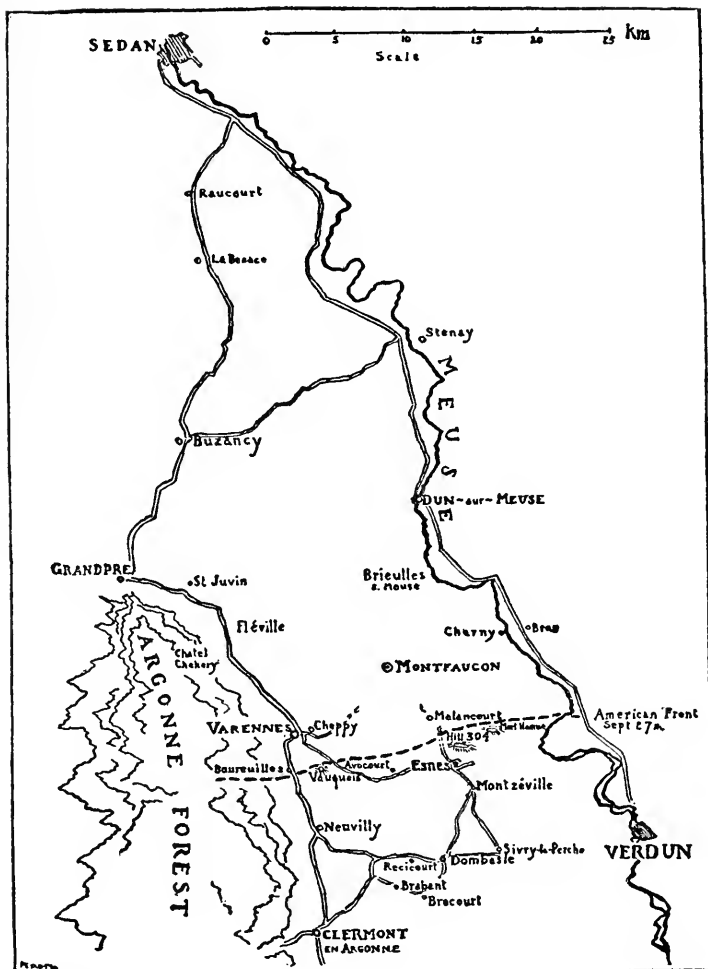 SEDAN
0 5 10 15 20 25 Km
Scale
Raucourt
La Besace
Stenay
MEUSE
Buzancy
DUN-sur-MEUSE
GRANDPRE
St Juvin
Brieulles
s. Meuse
Fléville
Charny
Bras
Chatel
Chehery
MONTFAUCON
ARGONNE FOREST
Malancourt
American Front
Sept 27th
VARENNES
Cheppy
Hill 304
Mort Homme
Boureuilles
Vauquois
Avocourt
ESNES
Montzéville
Neuvilly
Sivry-la-Perche
VERDUN
Recicourt
Dombasle
Brabant
Brocourt
CLERMONT
EN ARGONNE